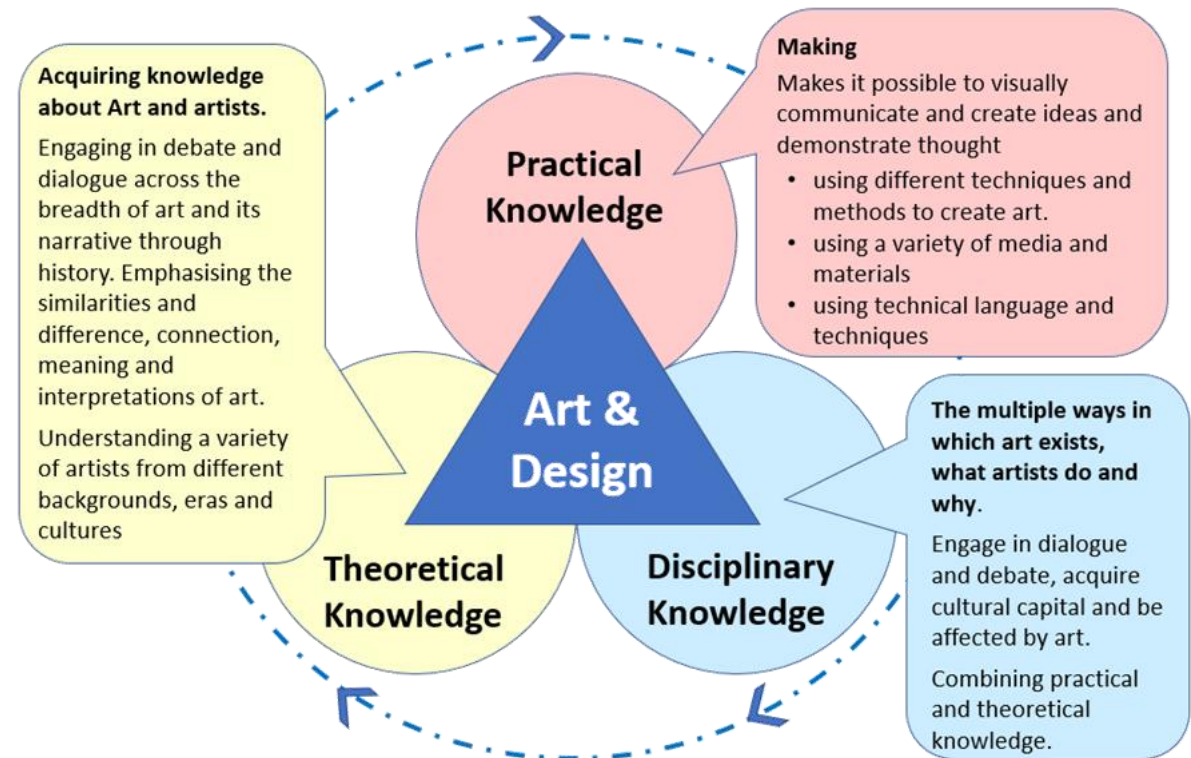 Acquiring knowledge
about Art and artists.
Engaging in debate and
dialogue across the
breadth of art and its
narrative through
history. Emphasising the
similarities and
difference, connection,
meaning and
interpretations of art.
Understanding a variety
of artists from different
backgrounds, eras and
cultures
Practical
Knowledge
Making
Makes it possible to visually
communicate and create ideas and
demonstrate thought
• using different techniques and
methods to create art.
• using a variety of media and
materials
• using technical language and
techniques
Art &
Design
Theoretical
Knowledge
Disciplinary
Knowledge
The multiple ways in
which art exists,
what artists do and
why.
Engage in dialogue
and debate, acquire
cultural capital and be
affected by art.
Combining practical
and theoretical
knowledge.